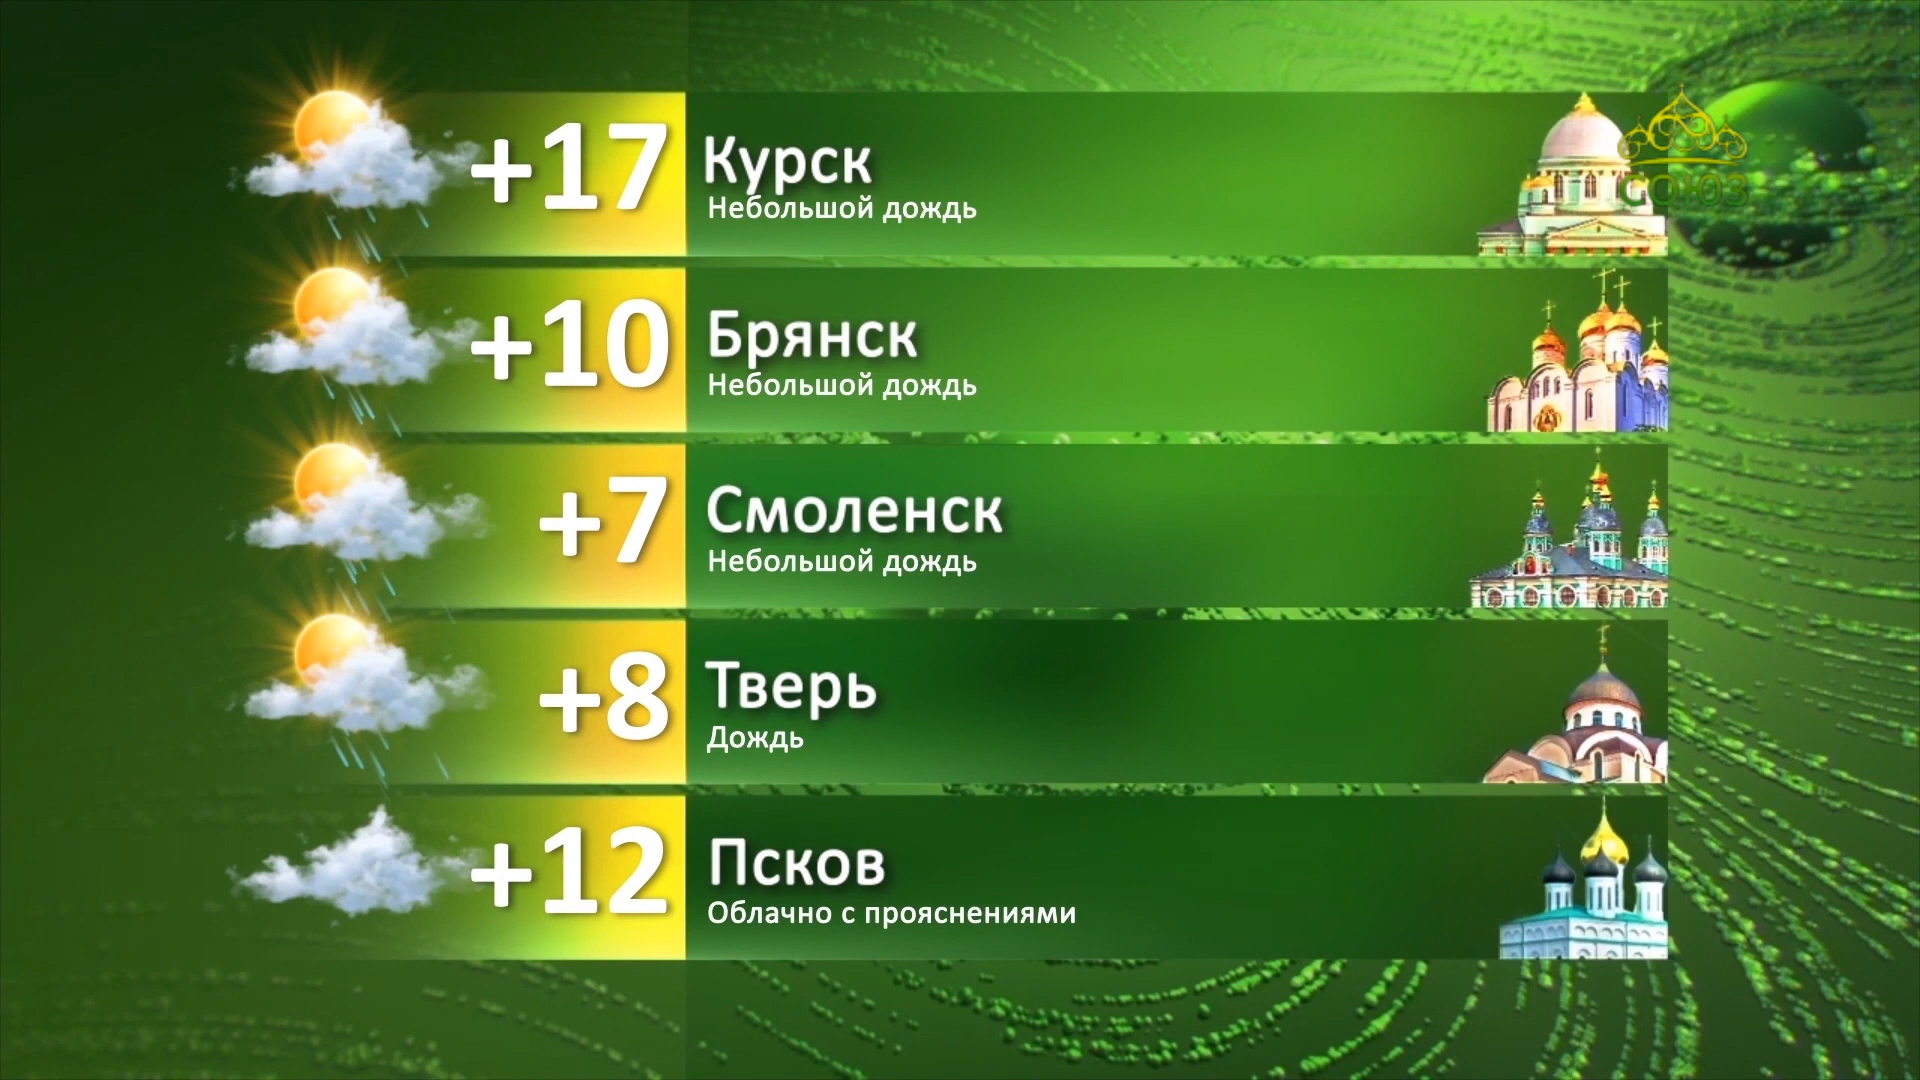 +17
Курск
Небольшой дождь
СОЮЗ
+10
Брянск
Небольшой дождь
+7
Смоленск
Небольшой дождь
+8
Тверь
Дождь
+12
Псков
Облачно с прояснениями